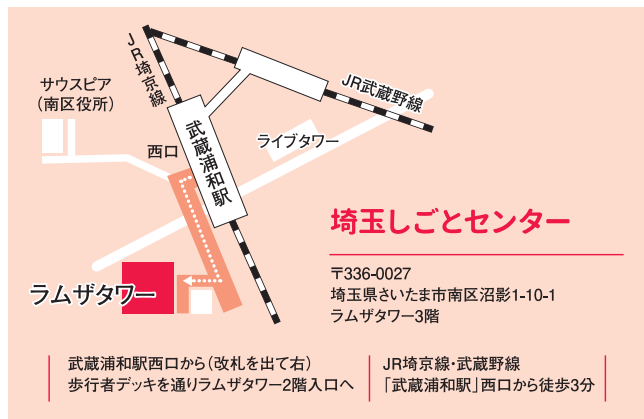 JR埼京線
JR武蔵野線
サウスピア
(南区役所)
西口
武蔵浦和駅
ライブタワー
ラムザタワー
埼玉しごとセンター
〒336-0027
埼玉県さいたま市南区沼影1-10-1
ラムザタワー3階
武蔵浦和駅西口から(改札を出て右)
歩行者デッキを通りラムザタワー2階入口へ
JR埼京線・武蔵野線
「武蔵浦和駅」西口から徒歩3分